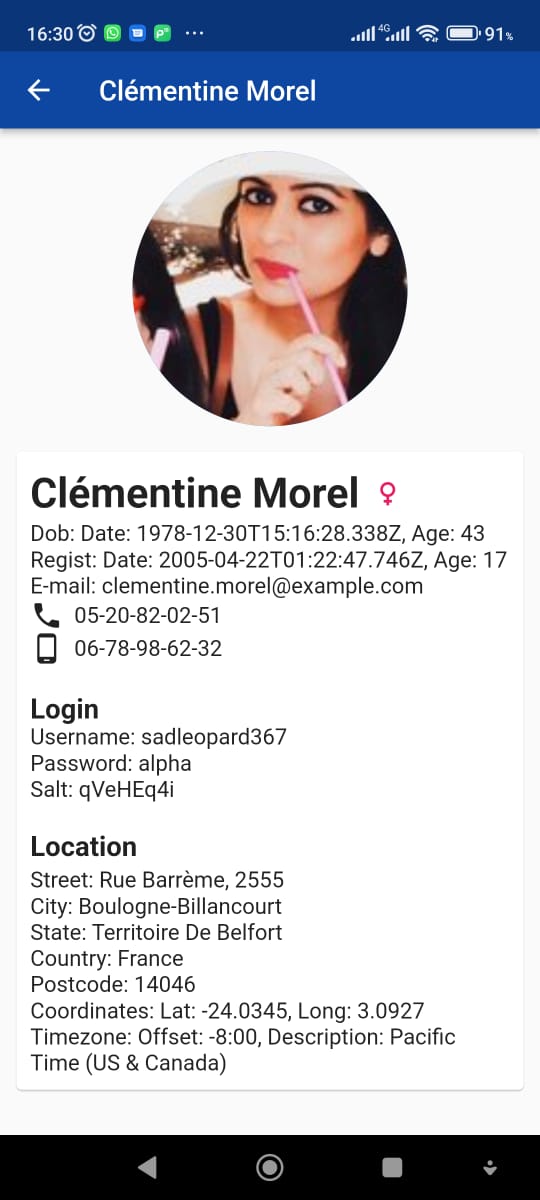 16:30 ... 4G 91%
Clémentine Morel
Clémentine Morel
Dob: Date: 1978-12-30T15:16:28.338Z, Age: 43
Regist: Date: 2005-04-22T01:22:47.746Z, Age: 17
E-mail: clementine.morel@example.com
05-20-82-02-51
06-78-98-62-32
Login
Username: sadleopard367
Password: alpha
Salt: qVeHEq4i
Location
Street: Rue Barrème, 2555
City: Boulogne-Billancourt
State: Territoire De Belfort
Country: France
Postcode: 14046
Coordinates: Lat: -24.0345, Long: 3.0927
Timezone: Offset: -8:00, Description: Pacific
Time (US & Canada)